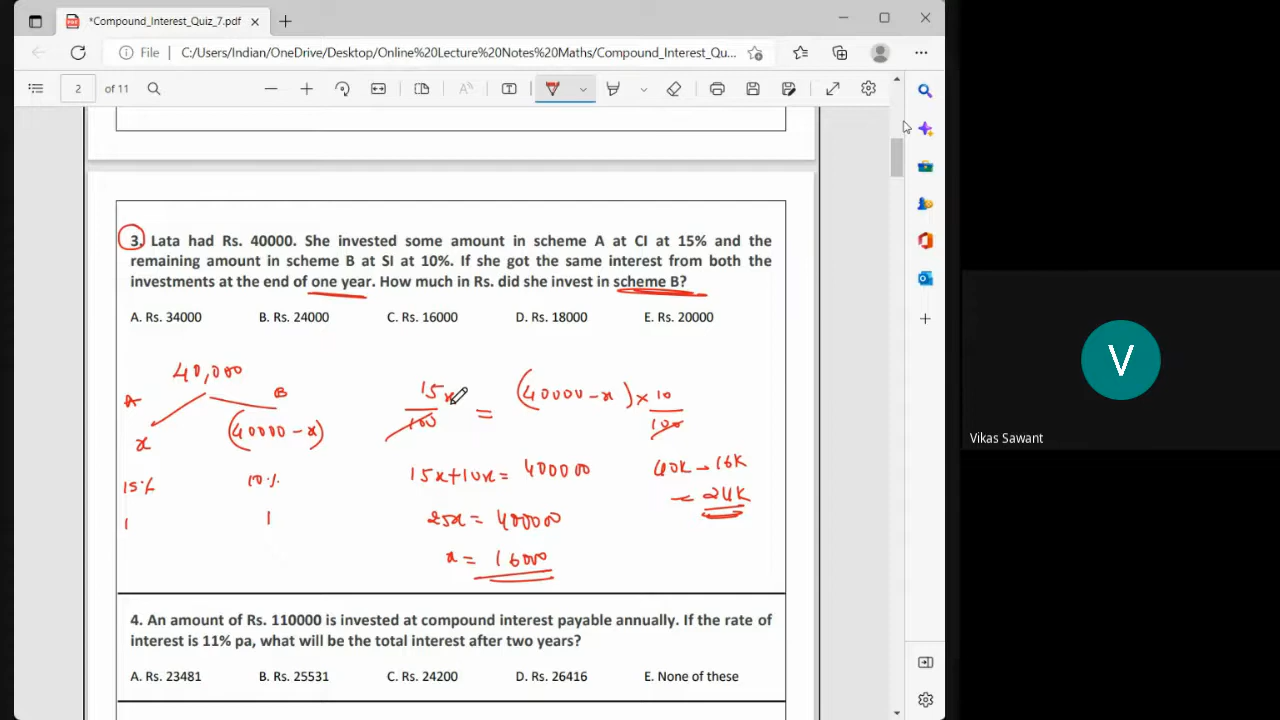 *Compound_Interest_Quiz_7.pdf
File C:/Users/Indian/OneDrive/Desktop/Online%20Lecture%20Notes%20Maths/Compound_Interest_Qu...
2 of 11
3. Lata had Rs. 40000. She invested some amount in scheme A at CI at 15% and the
remaining amount in scheme B at SI at 10%. If she got the same interest from both the
investments at the end of one year. How much in Rs. did she invest in scheme B?
A. Rs. 34000 B. Rs. 24000 C. Rs. 16000 D. Rs. 18000 E. Rs. 20000
40,000
A B
x (40000 - x)
15% 10%
1 1
15x/100 = (40000 - x) x 10/100
15x+10x = 400000
25x = 400000
x = 16000
40K - 16K
= 24K
4. An amount of Rs. 110000 is invested at compound interest payable annually. If the rate of
interest is 11% pa, what will be the total interest after two years?
A. Rs. 23481 B. Rs. 25531 C. Rs. 24200 D. Rs. 26416 E. None of these
V
Vikas Sawant